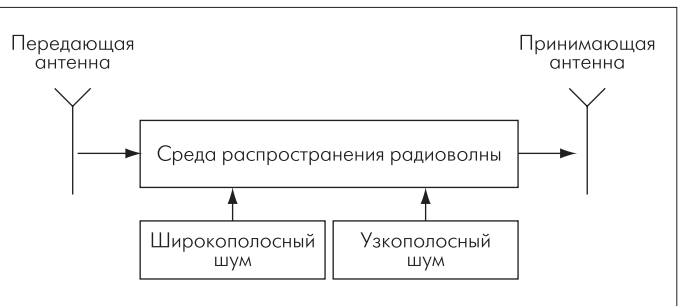 Передающая
антенна
Принимающая
антенна
Среда распространения радиоволны
Широкополосный
шум
Узкополосный
шум